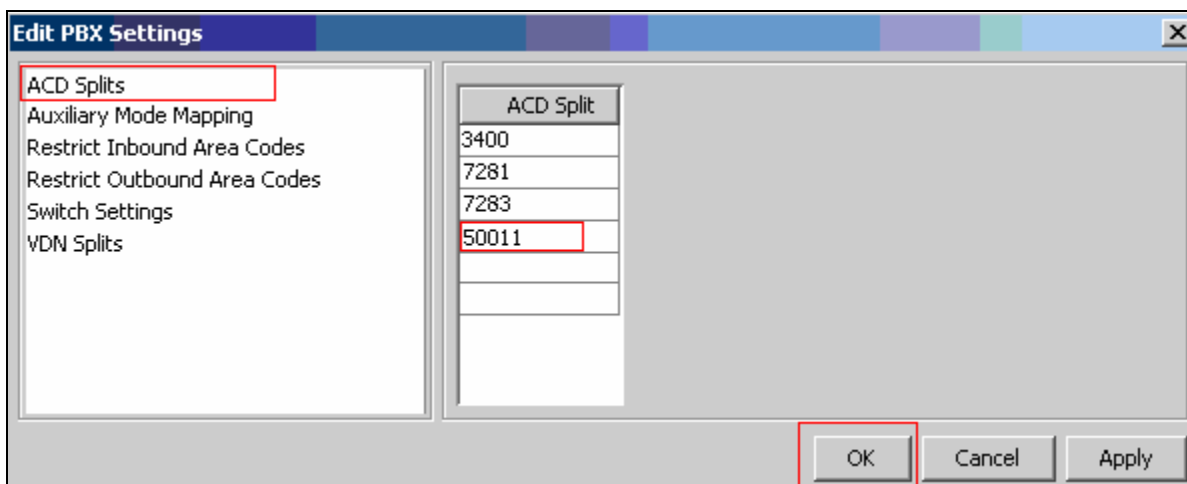 Edit PBX Settings
ACD Splits
Auxiliary Mode Mapping
Restrict Inbound Area Codes
Restrict Outbound Area Codes
Switch Settings
VDN Splits
ACD Split
3400
7281
7283
50011
OK Cancel Apply